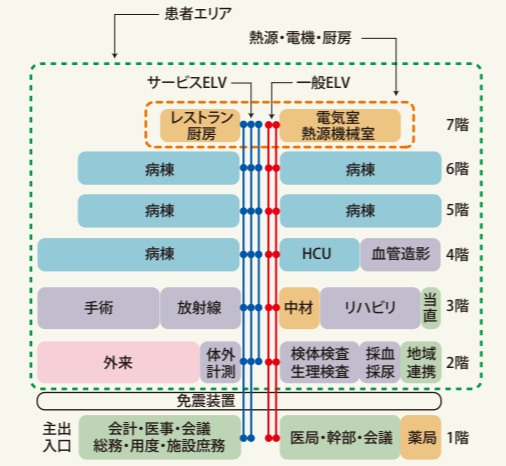 患者エリア
熱源・電機・厨房
サービスELV
一般ELV
レストラン
厨房
電気室
熱源機械室
7階
病棟
病棟
6階
病棟
病棟
5階
病棟
HCU
血管造影
4階
手術
放射線
中材
リハビリ
当
直
3階
外来
体外
計測
検体検査
生理検査
採血
採尿
地域
連携
2階
免震装置
主出
入口
会計・医事・会議
総務・用度・施設庶務
医局・幹部・会議
薬局
1階